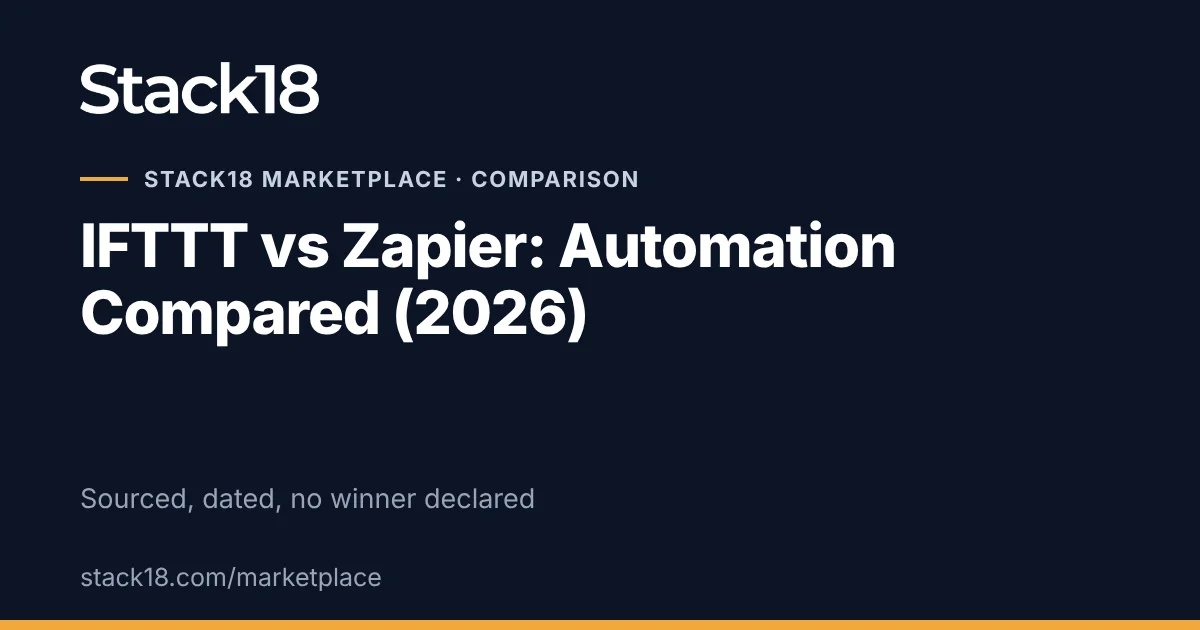 Stack18
STACK18 MARKETPLACE · COMPARISON
IFTTT vs Zapier: Automation
Compared (2026)
Sourced, dated, no winner declared
stack18.com/marketplace